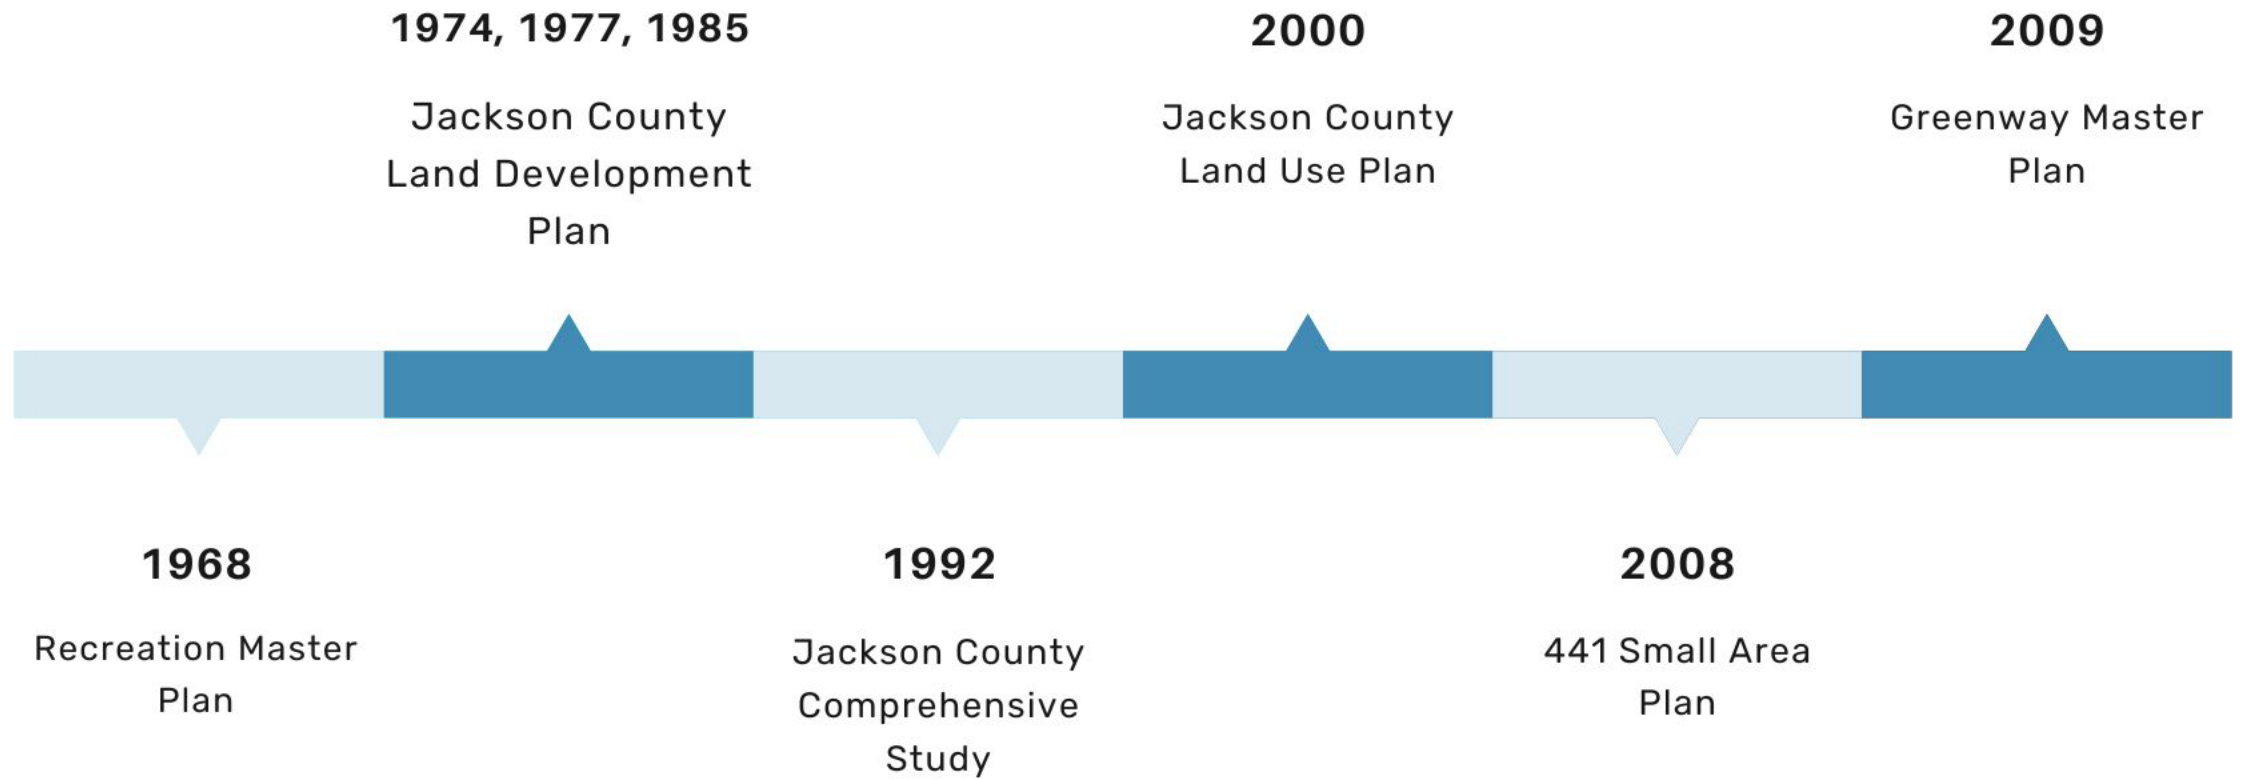 1974, 1977, 1985
Jackson County
Land Development
Plan
2000
Jackson County
Land Use Plan
2009
Greenway Master
Plan
1968
Recreation Master
Plan
1992
Jackson County
Comprehensive
Study
2008
441 Small Area
Plan